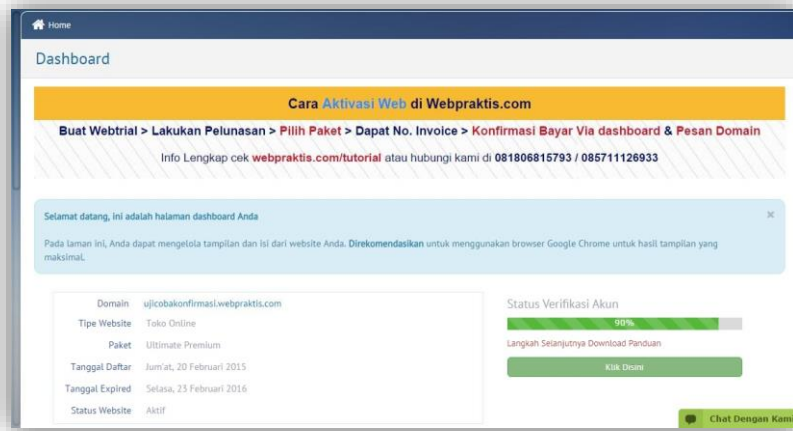 Home
Dashboard
Cara Aktivasi Web di Webpraktis.com
Buat Webtrial > Lakukan Pelunasan > Pilih Paket > Dapat No. Invoice > Konfirmasi Bayar Via dashboard & Pesan Domain
Info Lengkap cek webpraktis.com/tutorial atau hubungi kami di 081806815793 / 085711126933
Selamat datang, ini adalah halaman dashboard Anda
×
Pada laman ini, Anda dapat mengelola tampilan dan isi dari website Anda. Direkomendasikan untuk menggunakan browser Google Chrome untuk hasil tampilan yang
maksimal.
Domain ujicobakonfirmasi.webpraktis.com
Tipe Website Toko Online
Paket Ultimate Premium
Tanggal Daftar Jum'at, 20 Februari 2015
Tanggal Expired Selasa, 23 Februari 2016
Status Website Aktif
Status Verifikasi Akun
90%
Langkah Selanjutnya Download Panduan
Klik Disini
Chat Dengan Kami